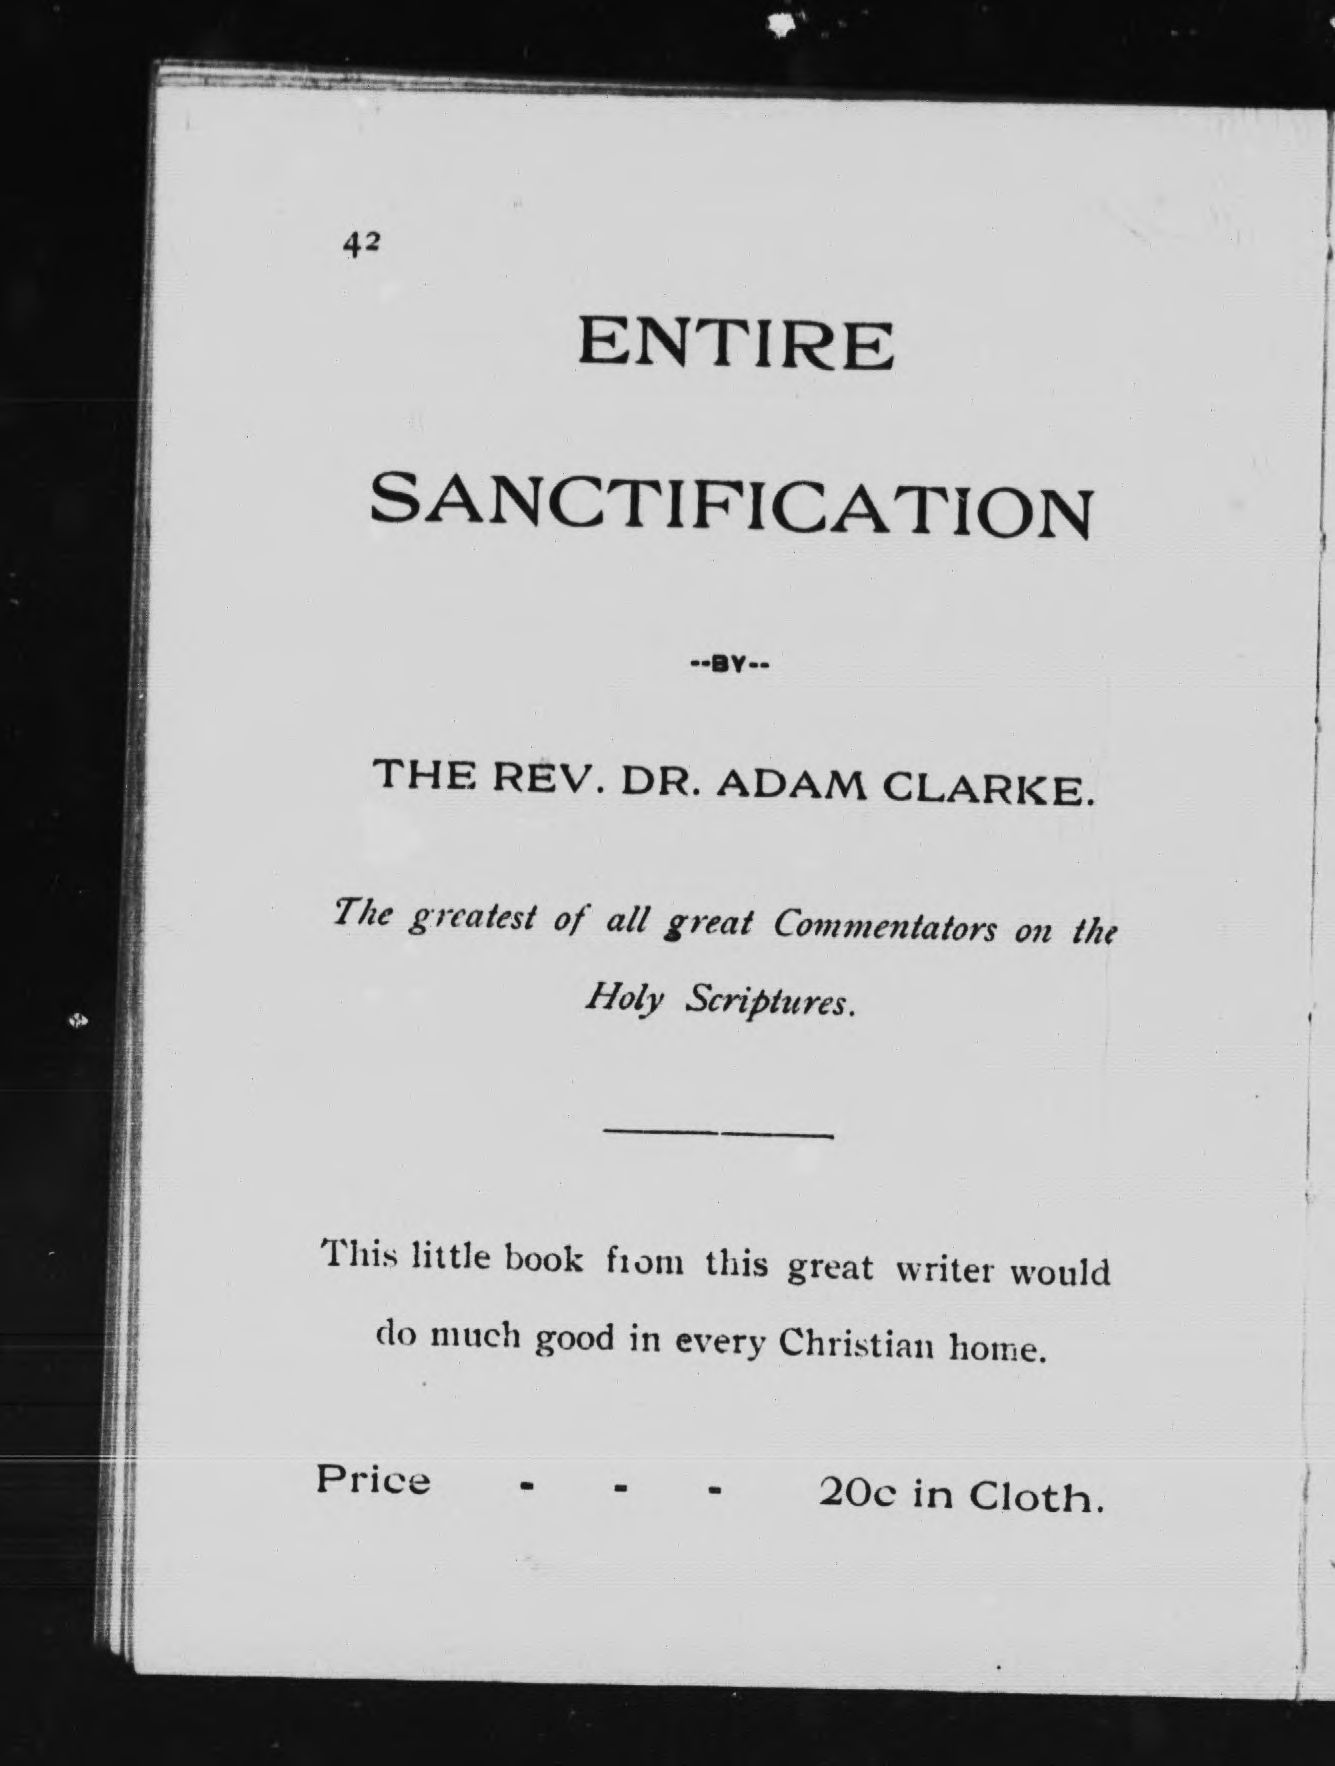 42
ENTIRE
SANCTIFICATION
--BY--
THE REV. DR. ADAM CLARKE.
The greatest of all great Commentators on the
Holy Scriptures.
This little book from this great writer would
do much good in every Christian home.
Price - - - 20c in Cloth.